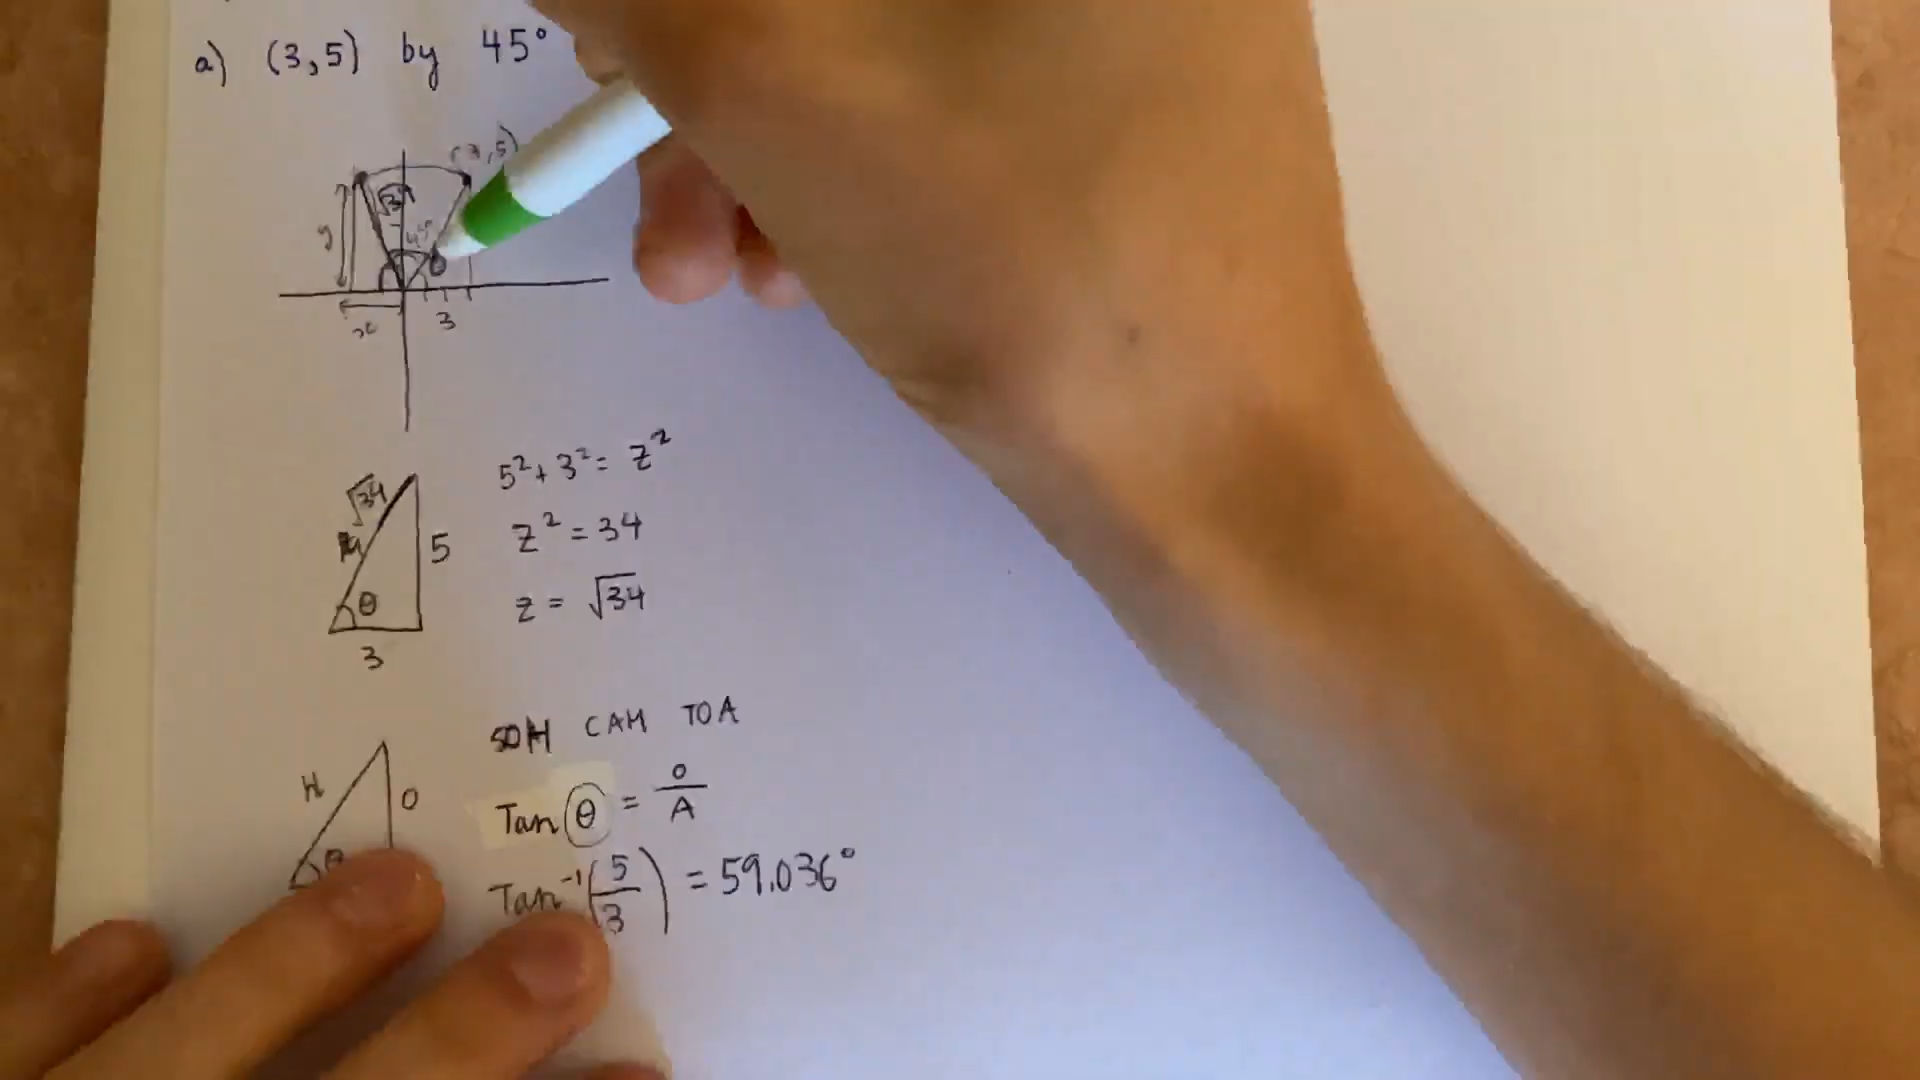 a) (3,5) by 45°
(3,5)
√34
y
45
θ
x
3
5² + 3² = z²
√34
z² = 34
5
θ
z = √34
3
SOH CAH TOA
H
O
Tan θ = O/A
θ
Tan⁻¹(5/3) = 59.036°